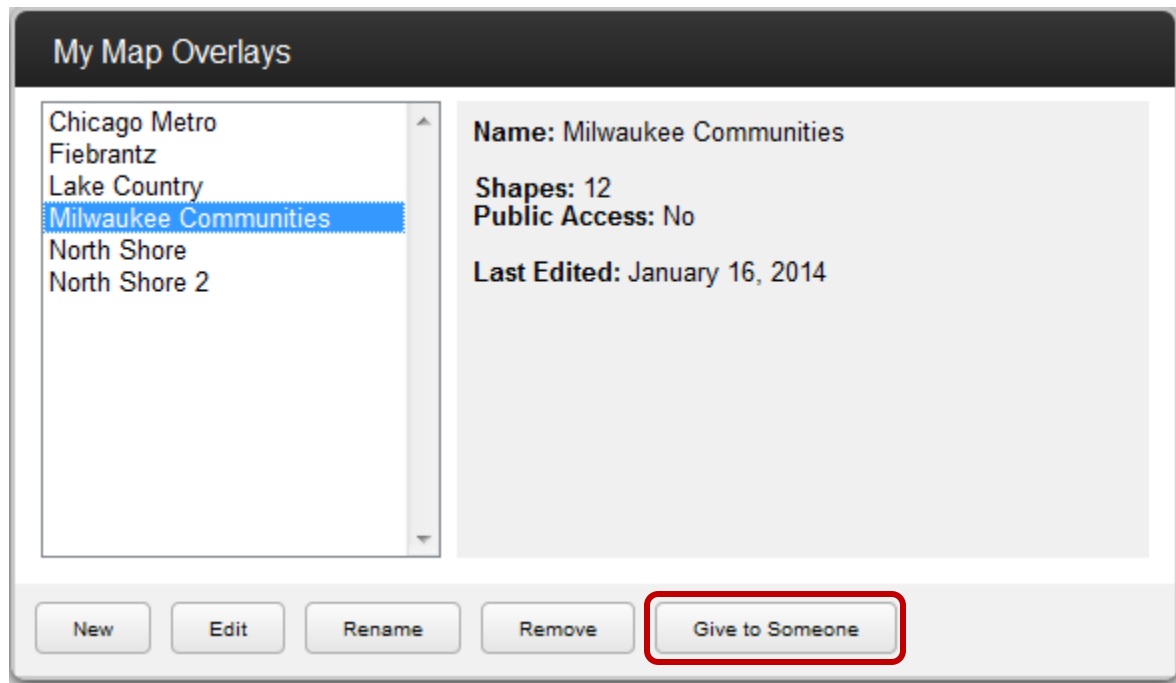 My Map Overlays
Chicago Metro
Fiebrantz
Lake Country
Milwaukee Communities
North Shore
North Shore 2
Name: Milwaukee Communities
Shapes: 12
Public Access: No
Last Edited: January 16, 2014
New
Edit
Rename
Remove
Give to Someone